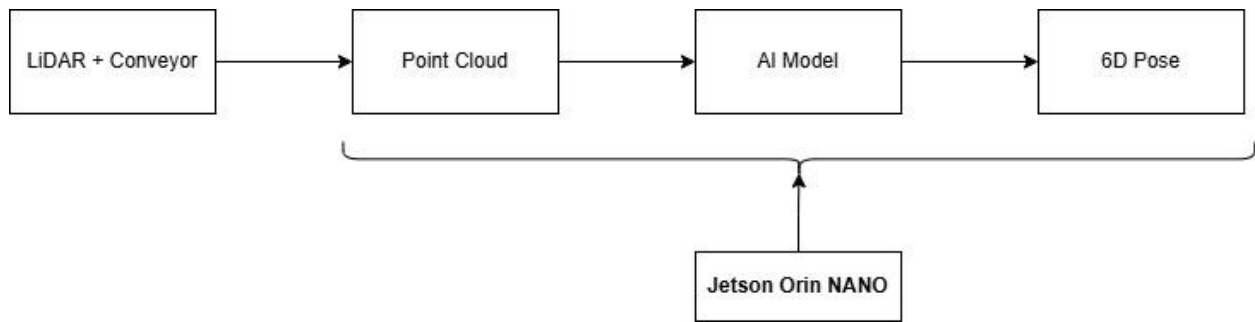 LiDAR + Conveyor
Point Cloud
AI Model
6D Pose
Jetson Orin NANO